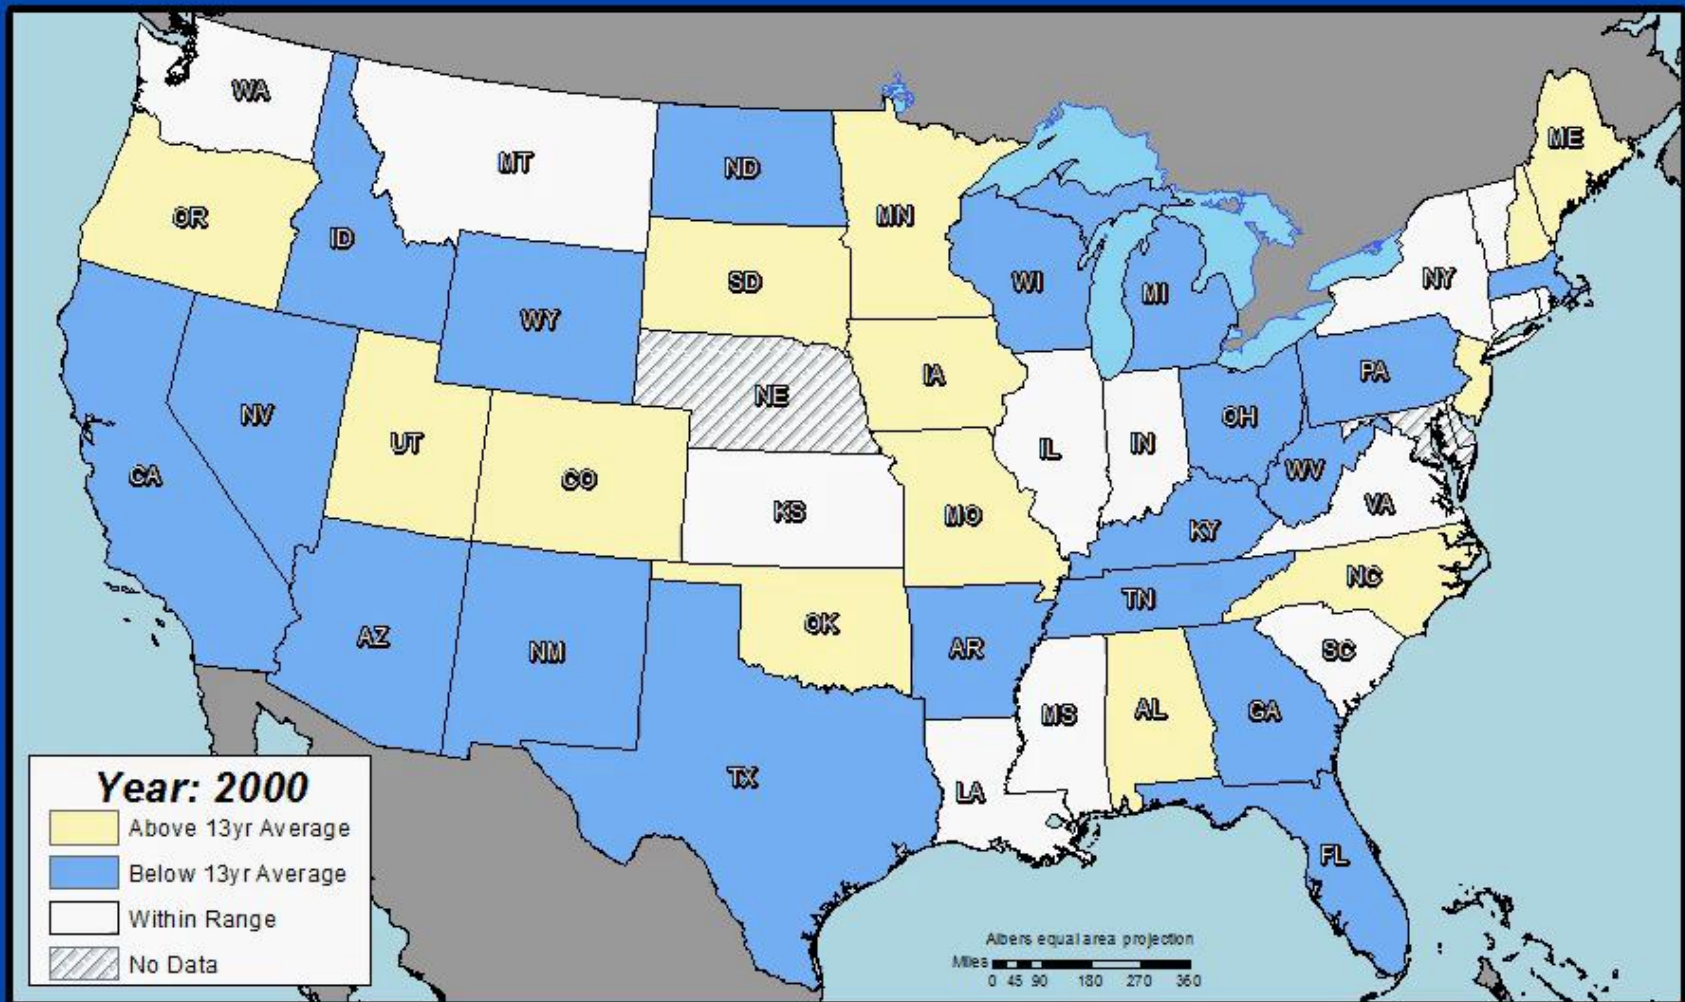 WA
MT
ND
MN
ME
OR
ID
SD
WI
MI
NY
WY
IA
NE
PA
NV
UT
CO
IL
IN
OH
CA
KS
MO
WV
VA
KY
NC
TN
AZ
NM
OK
AR
SC
MS
AL
GA
TX
LA
FL
Year: 2000
Above 13yr Average
Below 13yr Average
Within Range
No Data
Albers equal area projection
Miles
0 45 90 180 270 360